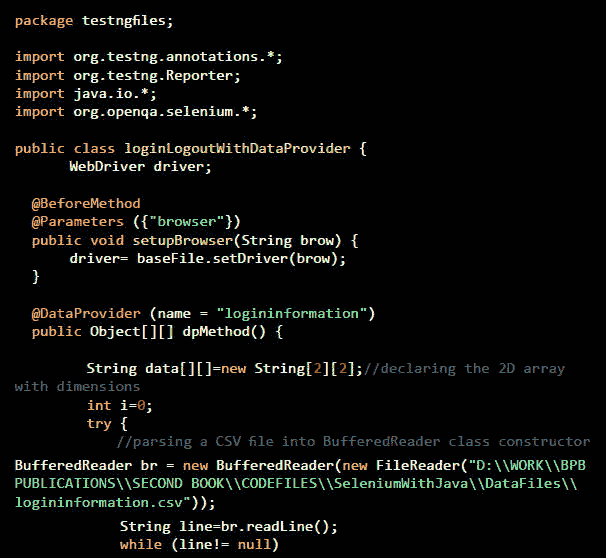 package testngfiles;
import org.testng.annotations.*;
import org.testng.Reporter;
import java.io.*;
import org.openqa.selenium.*;
public class loginLogoutWithDataProvider {
WebDriver driver;
@BeforeMethod
@Parameters ({"browser"})
public void setupBrowser(String brow) {
driver= baseFile.setDriver(brow);
}
@DataProvider (name = "logininformation")
public Object[][] dpMethod() {
String data[][]=new String[2][2];//declaring the 2D array
with dimensions
int i=0;
try {
//parsing a CSV file into BufferedReader class constructor
BufferedReader br = new BufferedReader(new FileReader("D:\\WORK\\BPB
PUBLICATIONS\\SECOND BOOK\\CODEFILES\\SeleniumWithJava\\DataFiles\\
logininformation.csv"));
String line=br.readLine();
while (line!= null)